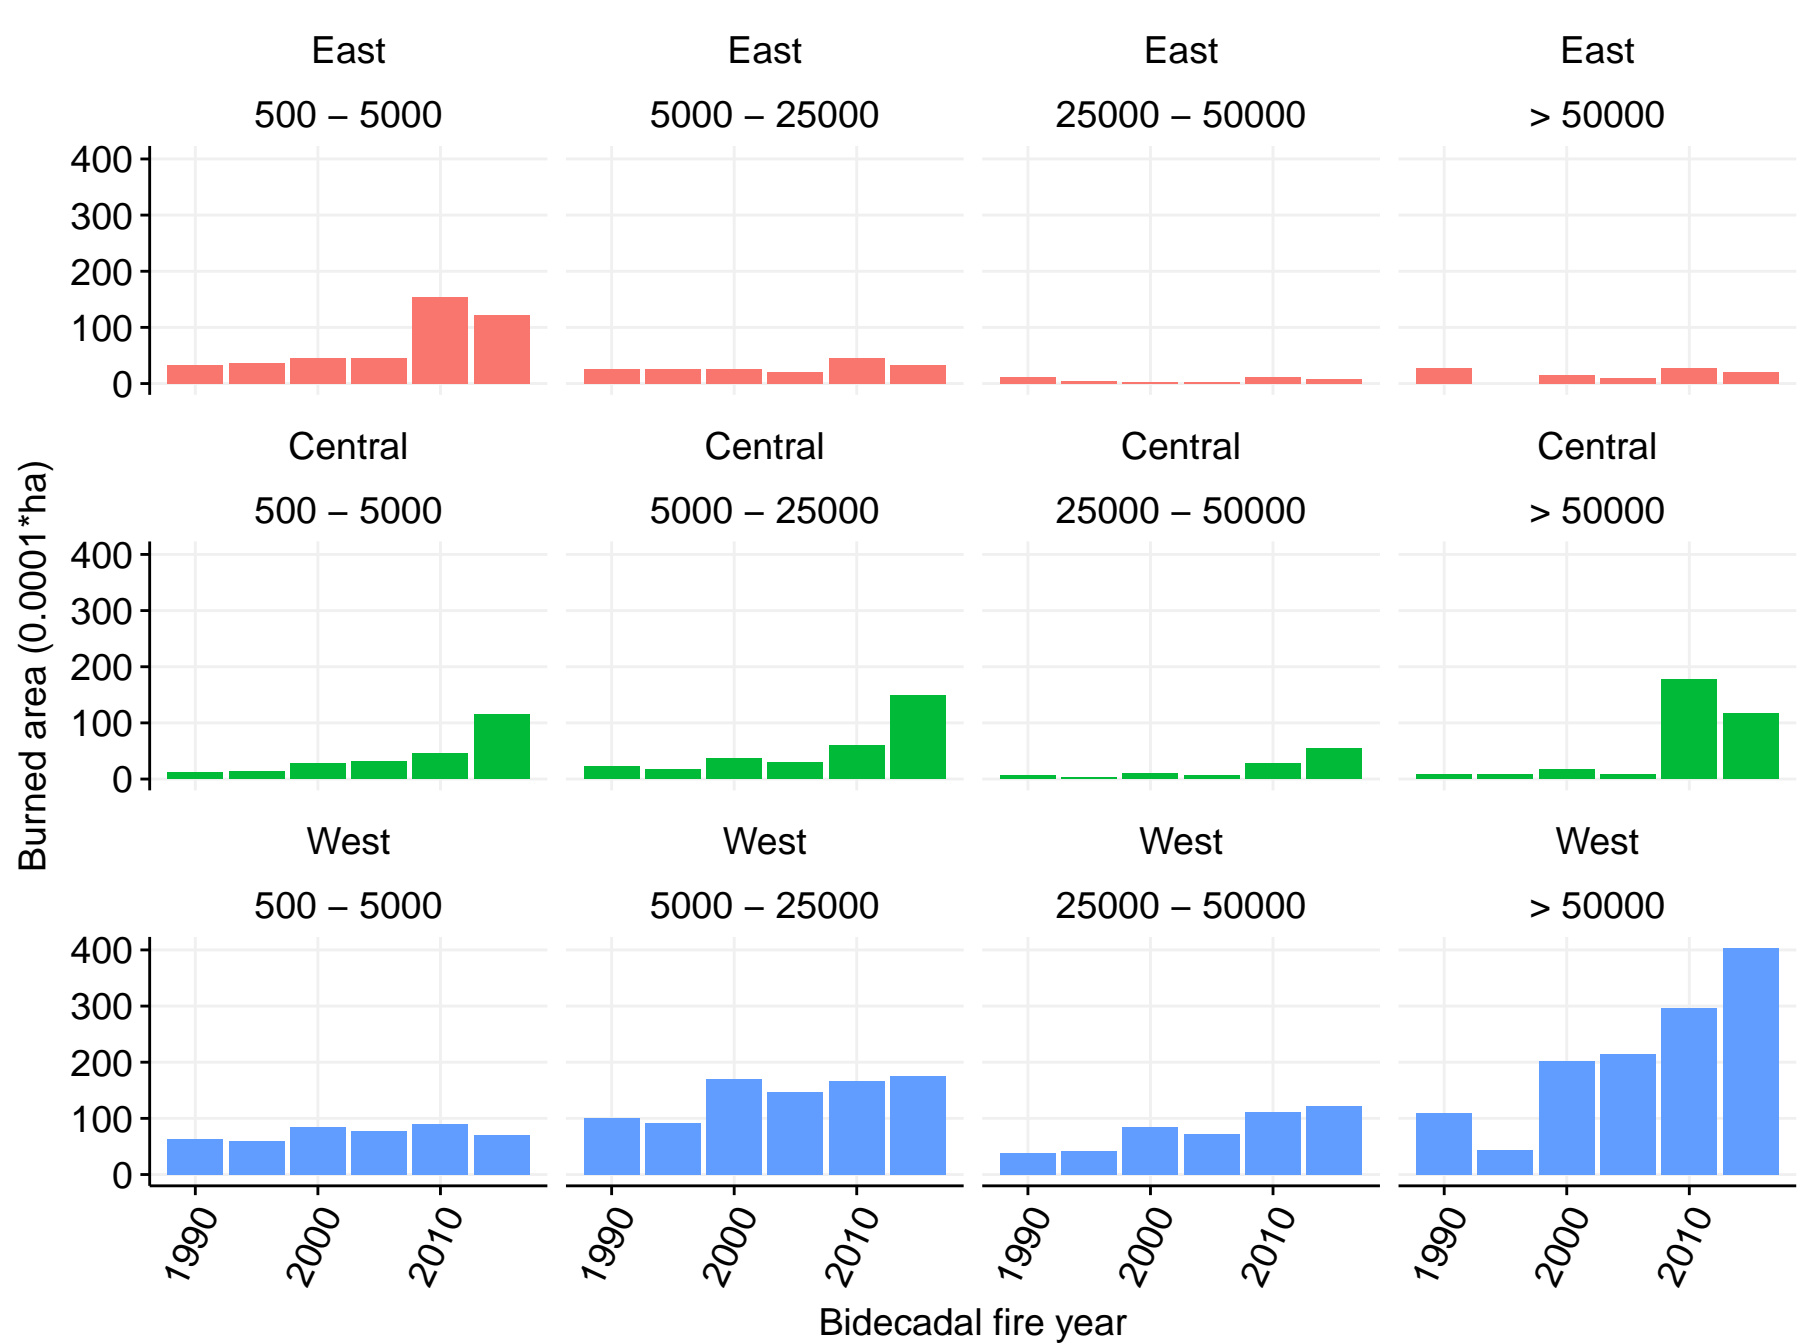 East East East East
500 – 5000 5000 – 25000 25000 – 50000 > 50000
400
300
200
100
0
Central Central Central Central
500 – 5000 5000 – 25000 25000 – 50000 > 50000
400
300
200
100
0
Burned area (0.0001*ha)
West West West West
500 – 5000 5000 – 25000 25000 – 50000 > 50000
400
300
200
100
0
1990 2000 2010 1990 2000 2010 1990 2000 2010 1990 2000 2010
Bidecadal fire year